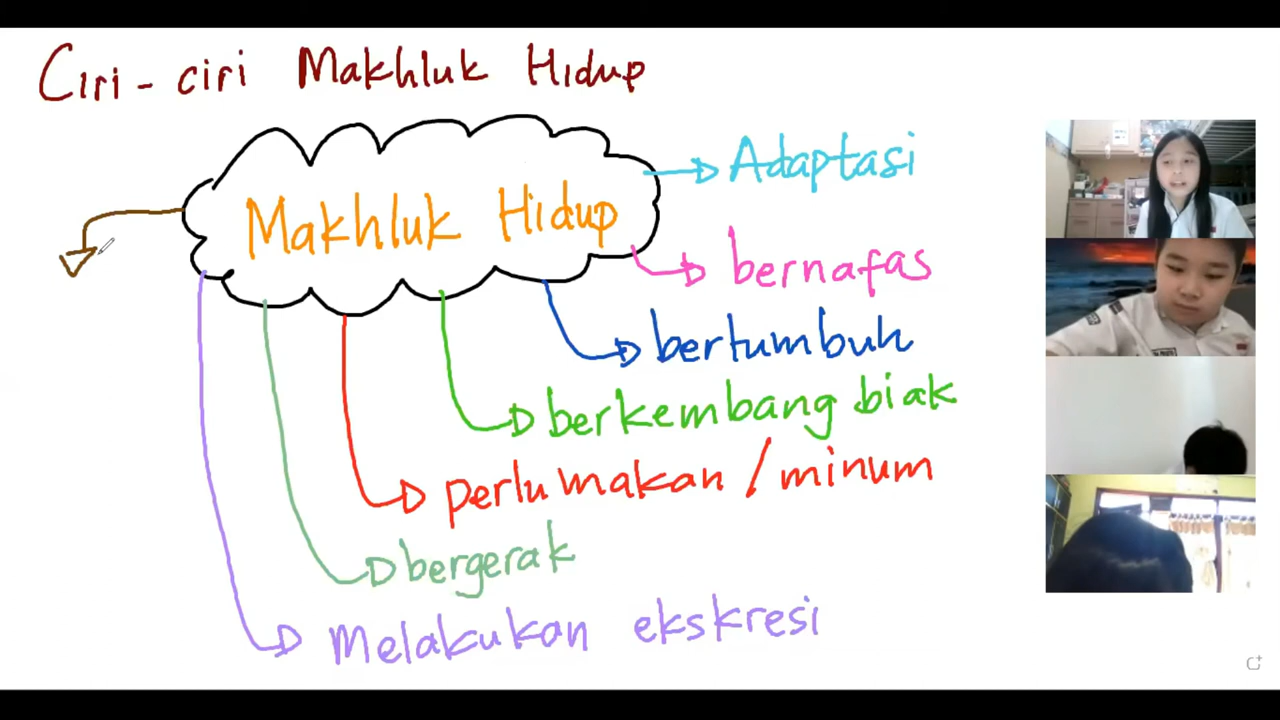 Ciri - ciri Makhluk Hidup
Makhluk Hidup
Adaptasi
bernafas
bertumbuh
berkembang biak
perlu makan / minum
bergerak
Melakukan ekskresi